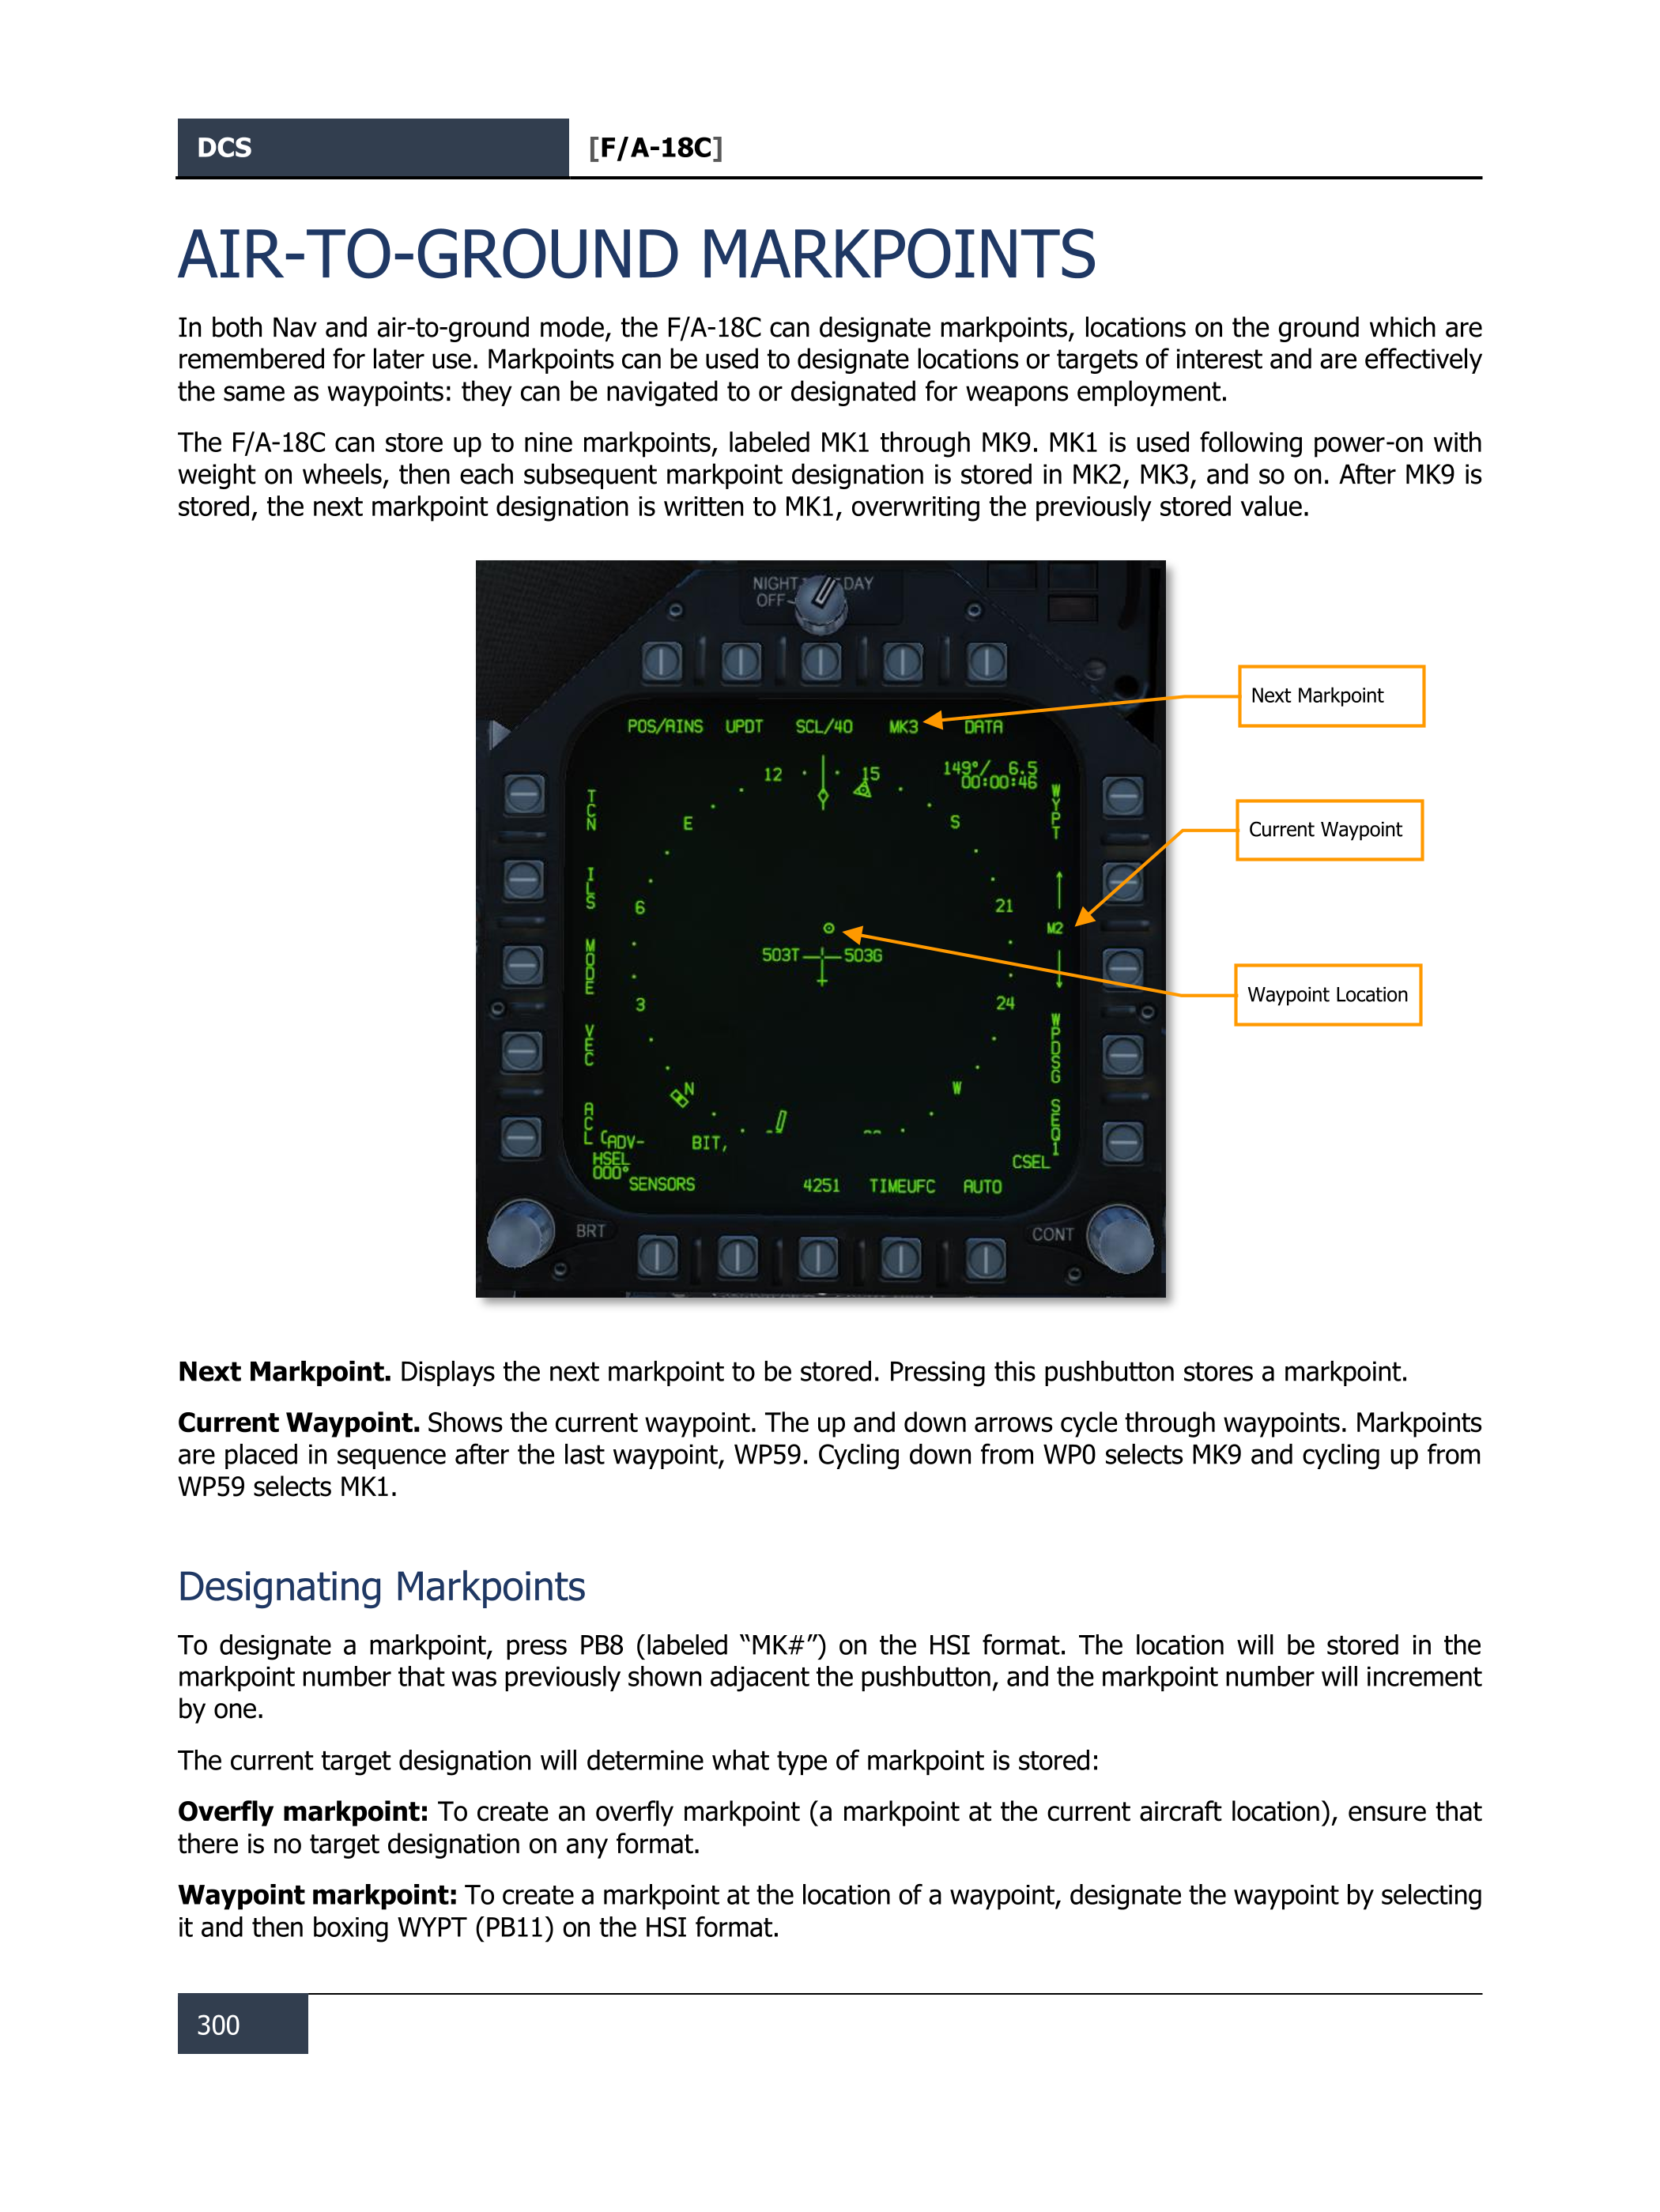 DCS [F/A-18C]
AIR-TO-GROUND MARKPOINTS
In both Nav and air-to-ground mode, the F/A-18C can designate markpoints, locations on the ground which are
remembered for later use. Markpoints can be used to designate locations or targets of interest and are effectively
the same as waypoints: they can be navigated to or designated for weapons employment.
The F/A-18C can store up to nine markpoints, labeled MK1 through MK9. MK1 is used following power-on with
weight on wheels, then each subsequent markpoint designation is stored in MK2, MK3, and so on. After MK9 is
stored, the next markpoint designation is written to MK1, overwriting the previously stored value.
NIGHT DAY
OFF
Next Markpoint
POS/AINS UPDT SCL/40 MK3 DATA
12 15 149°/ 6.5
00:00:46
TCN
WYPT
E S
Current Waypoint
ILS
6 21
M2
MODE
503T 503G
Waypoint Location
3 24
VEC
WPDSG
N W
ACL
SEQ1
(ADV- BIT,
HSEL CSEL
000°
SENSORS 4251 TIMEUFC AUTO
BRT CONT
Next Markpoint. Displays the next markpoint to be stored. Pressing this pushbutton stores a markpoint.
Current Waypoint. Shows the current waypoint. The up and down arrows cycle through waypoints. Markpoints
are placed in sequence after the last waypoint, WP59. Cycling down from WP0 selects MK9 and cycling up from
WP59 selects MK1.
Designating Markpoints
To designate a markpoint, press PB8 (labeled “MK#”) on the HSI format. The location will be stored in the
markpoint number that was previously shown adjacent the pushbutton, and the markpoint number will increment
by one.
The current target designation will determine what type of markpoint is stored:
Overfly markpoint: To create an overfly markpoint (a markpoint at the current aircraft location), ensure that
there is no target designation on any format.
Waypoint markpoint: To create a markpoint at the location of a waypoint, designate the waypoint by selecting
it and then boxing WYPT (PB11) on the HSI format.
300